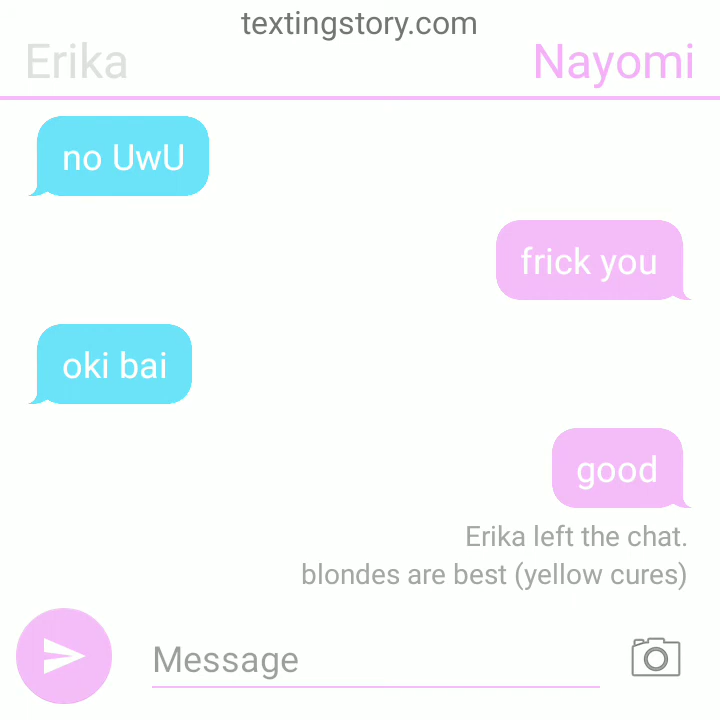 textingstory.com
Erika
Nayomi
no UwU
frick you
oki bai
good
Erika left the chat.
blondes are best (yellow cures)
Message